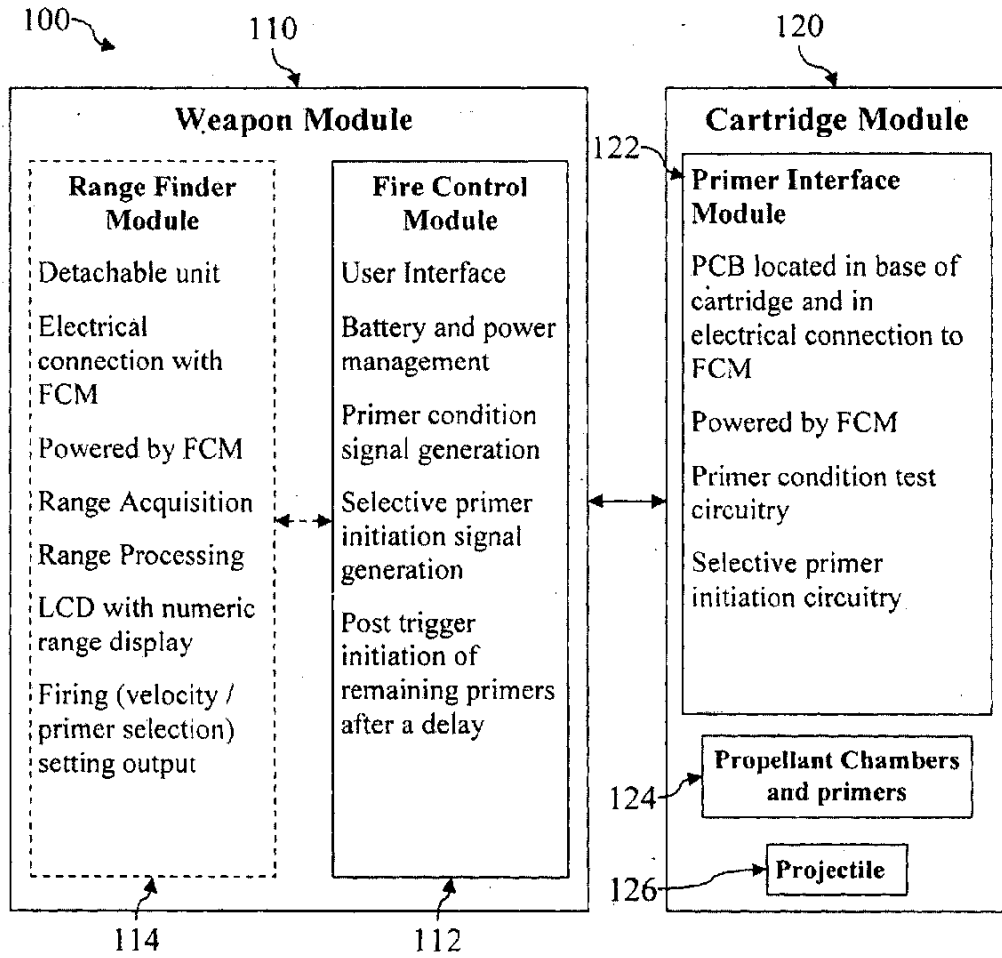 100
110
120
Weapon Module
Range Finder
Module
Detachable unit
Electrical
connection with
FCM
Powered by FCM
Range Acquisition
Range Processing
LCD with numeric
range display
Firing (velocity /
primer selection)
setting output
114
Fire Control
Module
User Interface
Battery and power
management
Primer condition
signal generation
Selective primer
initiation signal
generation
Post trigger
initiation of
remaining primers
after a delay
112
Cartridge Module
122
Primer Interface
Module
PCB located in base of
cartridge and in
electrical connection to
FCM
Powered by FCM
Primer condition test
circuitry
Selective primer
initiation circuitry
124
Propellant Chambers
and primers
126
Projectile